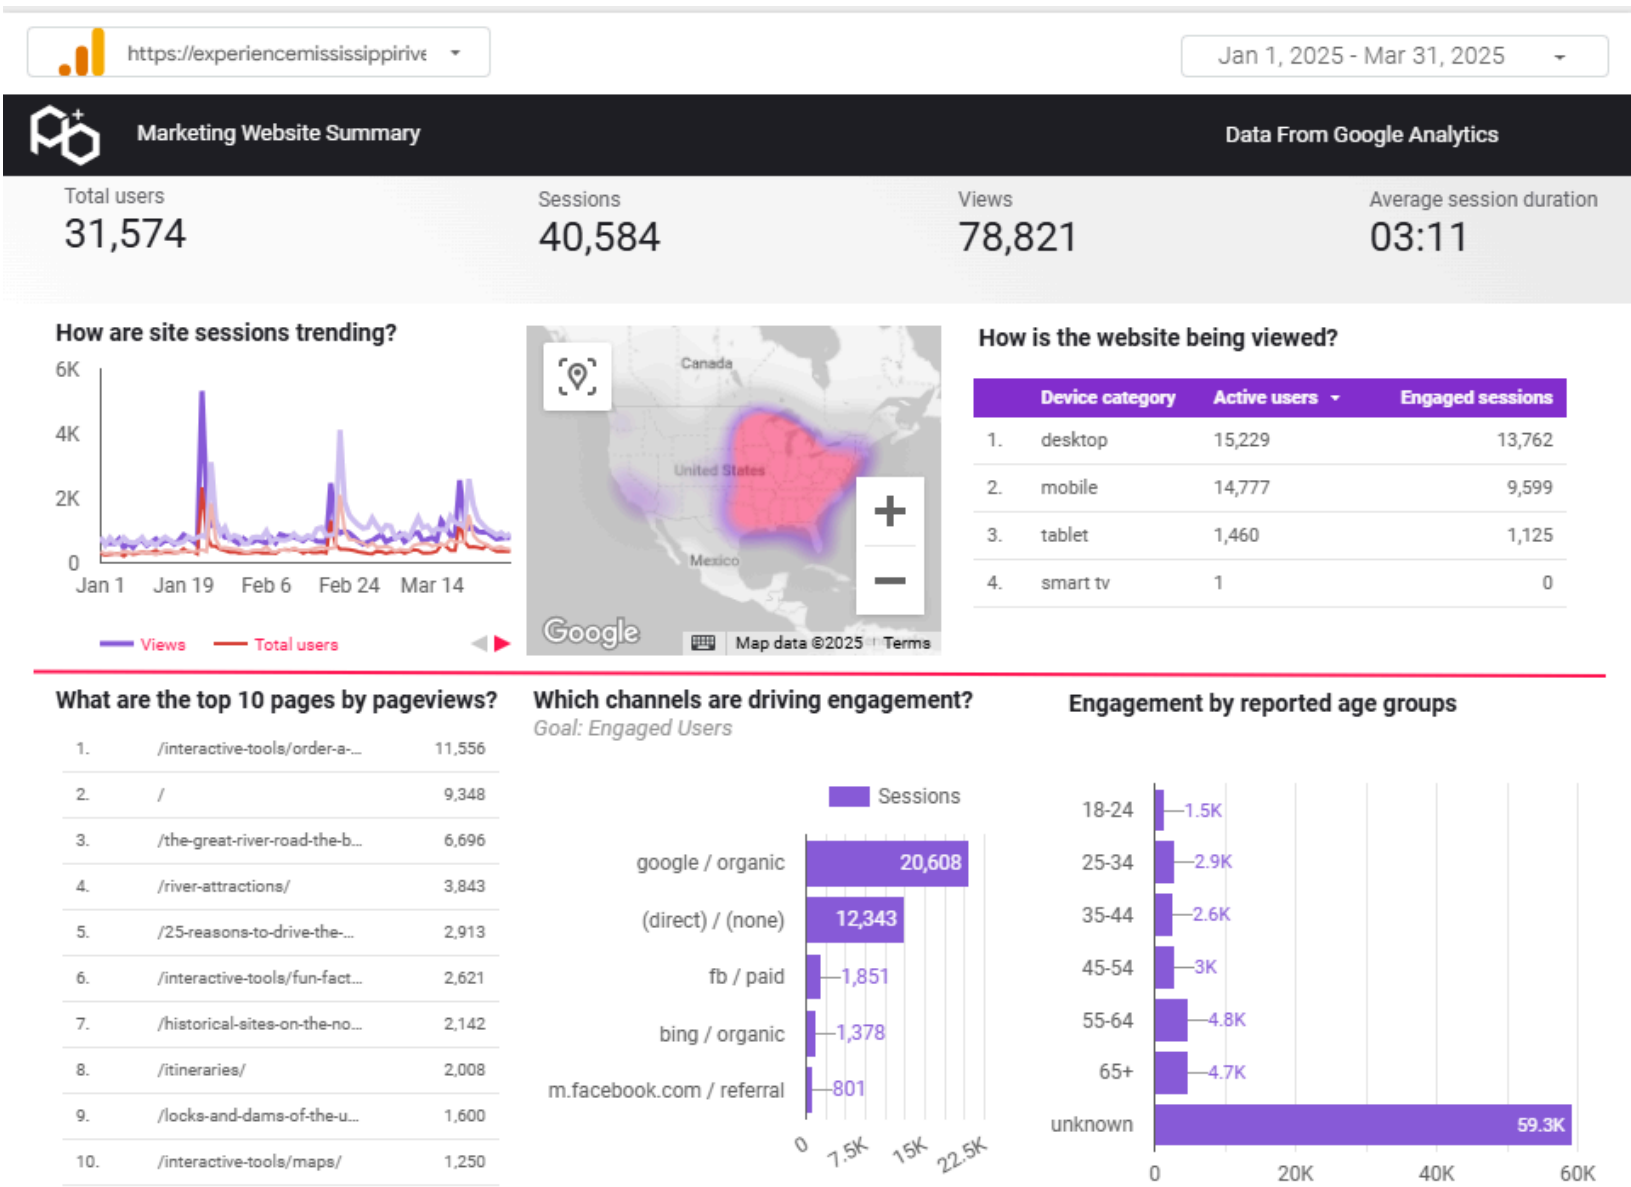 https://experiencemississippirive
Jan 1, 2025 - Mar 31, 2025
Marketing Website Summary
Data From Google Analytics
Total users
31,574
Sessions
40,584
Views
78,821
Average session duration
03:11
How are site sessions trending?
6K
4K
2K
0
Jan 1 Jan 19 Feb 6 Feb 24 Mar 14
Views Total users
Canada
United States
Mexico
Google
Map data ©2025 Terms
How is the website being viewed?
Device category Active users Engaged sessions
1. desktop 15,229 13,762
2. mobile 14,777 9,599
3. tablet 1,460 1,125
4. smart tv 1 0
What are the top 10 pages by pageviews?
1. /interactive-tools/order-a-... 11,556
2. / 9,348
3. /the-great-river-road-the-b... 6,696
4. /river-attractions/ 3,843
5. /25-reasons-to-drive-the-... 2,913
6. /interactive-tools/fun-fact... 2,621
7. /historical-sites-on-the-no... 2,142
8. /itineraries/ 2,008
9. /locks-and-dams-of-the-u... 1,600
10. /interactive-tools/maps/ 1,250
Which channels are driving engagement?
Goal: Engaged Users
Sessions
google / organic 20,608
(direct) / (none) 12,343
fb / paid 1,851
bing / organic 1,378
m.facebook.com / referral 801
0 7.5K 15K 22.5K
Engagement by reported age groups
18-24 1.5K
25-34 2.9K
35-44 2.6K
45-54 3K
55-64 4.8K
65+ 4.7K
unknown 59.3K
0 20K 40K 60K